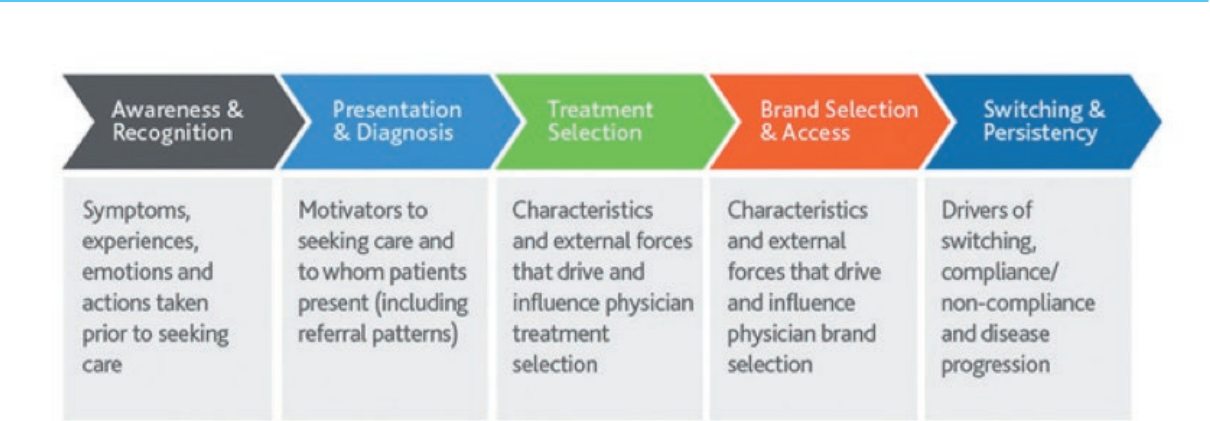 Awareness &
Recognition
Presentation
& Diagnosis
Treatment
Selection
Brand Selection
& Access
Switching &
Persistency
Symptoms,
experiences,
emotions and
actions taken
prior to seeking
care
Motivators to
seeking care and
to whom patients
present (including
referral patterns)
Characteristics
and external forces
that drive and
influence physician
treatment
selection
Characteristics
and external
forces that drive
and influence
physician brand
selection
Drivers of
switching,
compliance/
non-compliance
and disease
progression